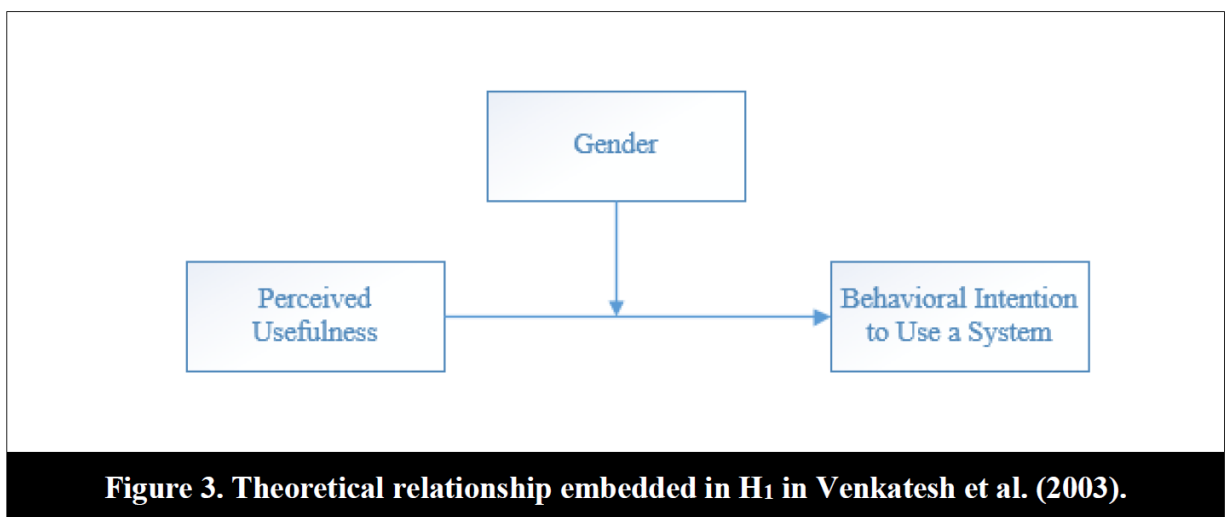 Gender
Perceived
Usefulness
Behavioral Intention
to Use a System
Figure 3. Theoretical relationship embedded in H₁ in Venkatesh et al. (2003).